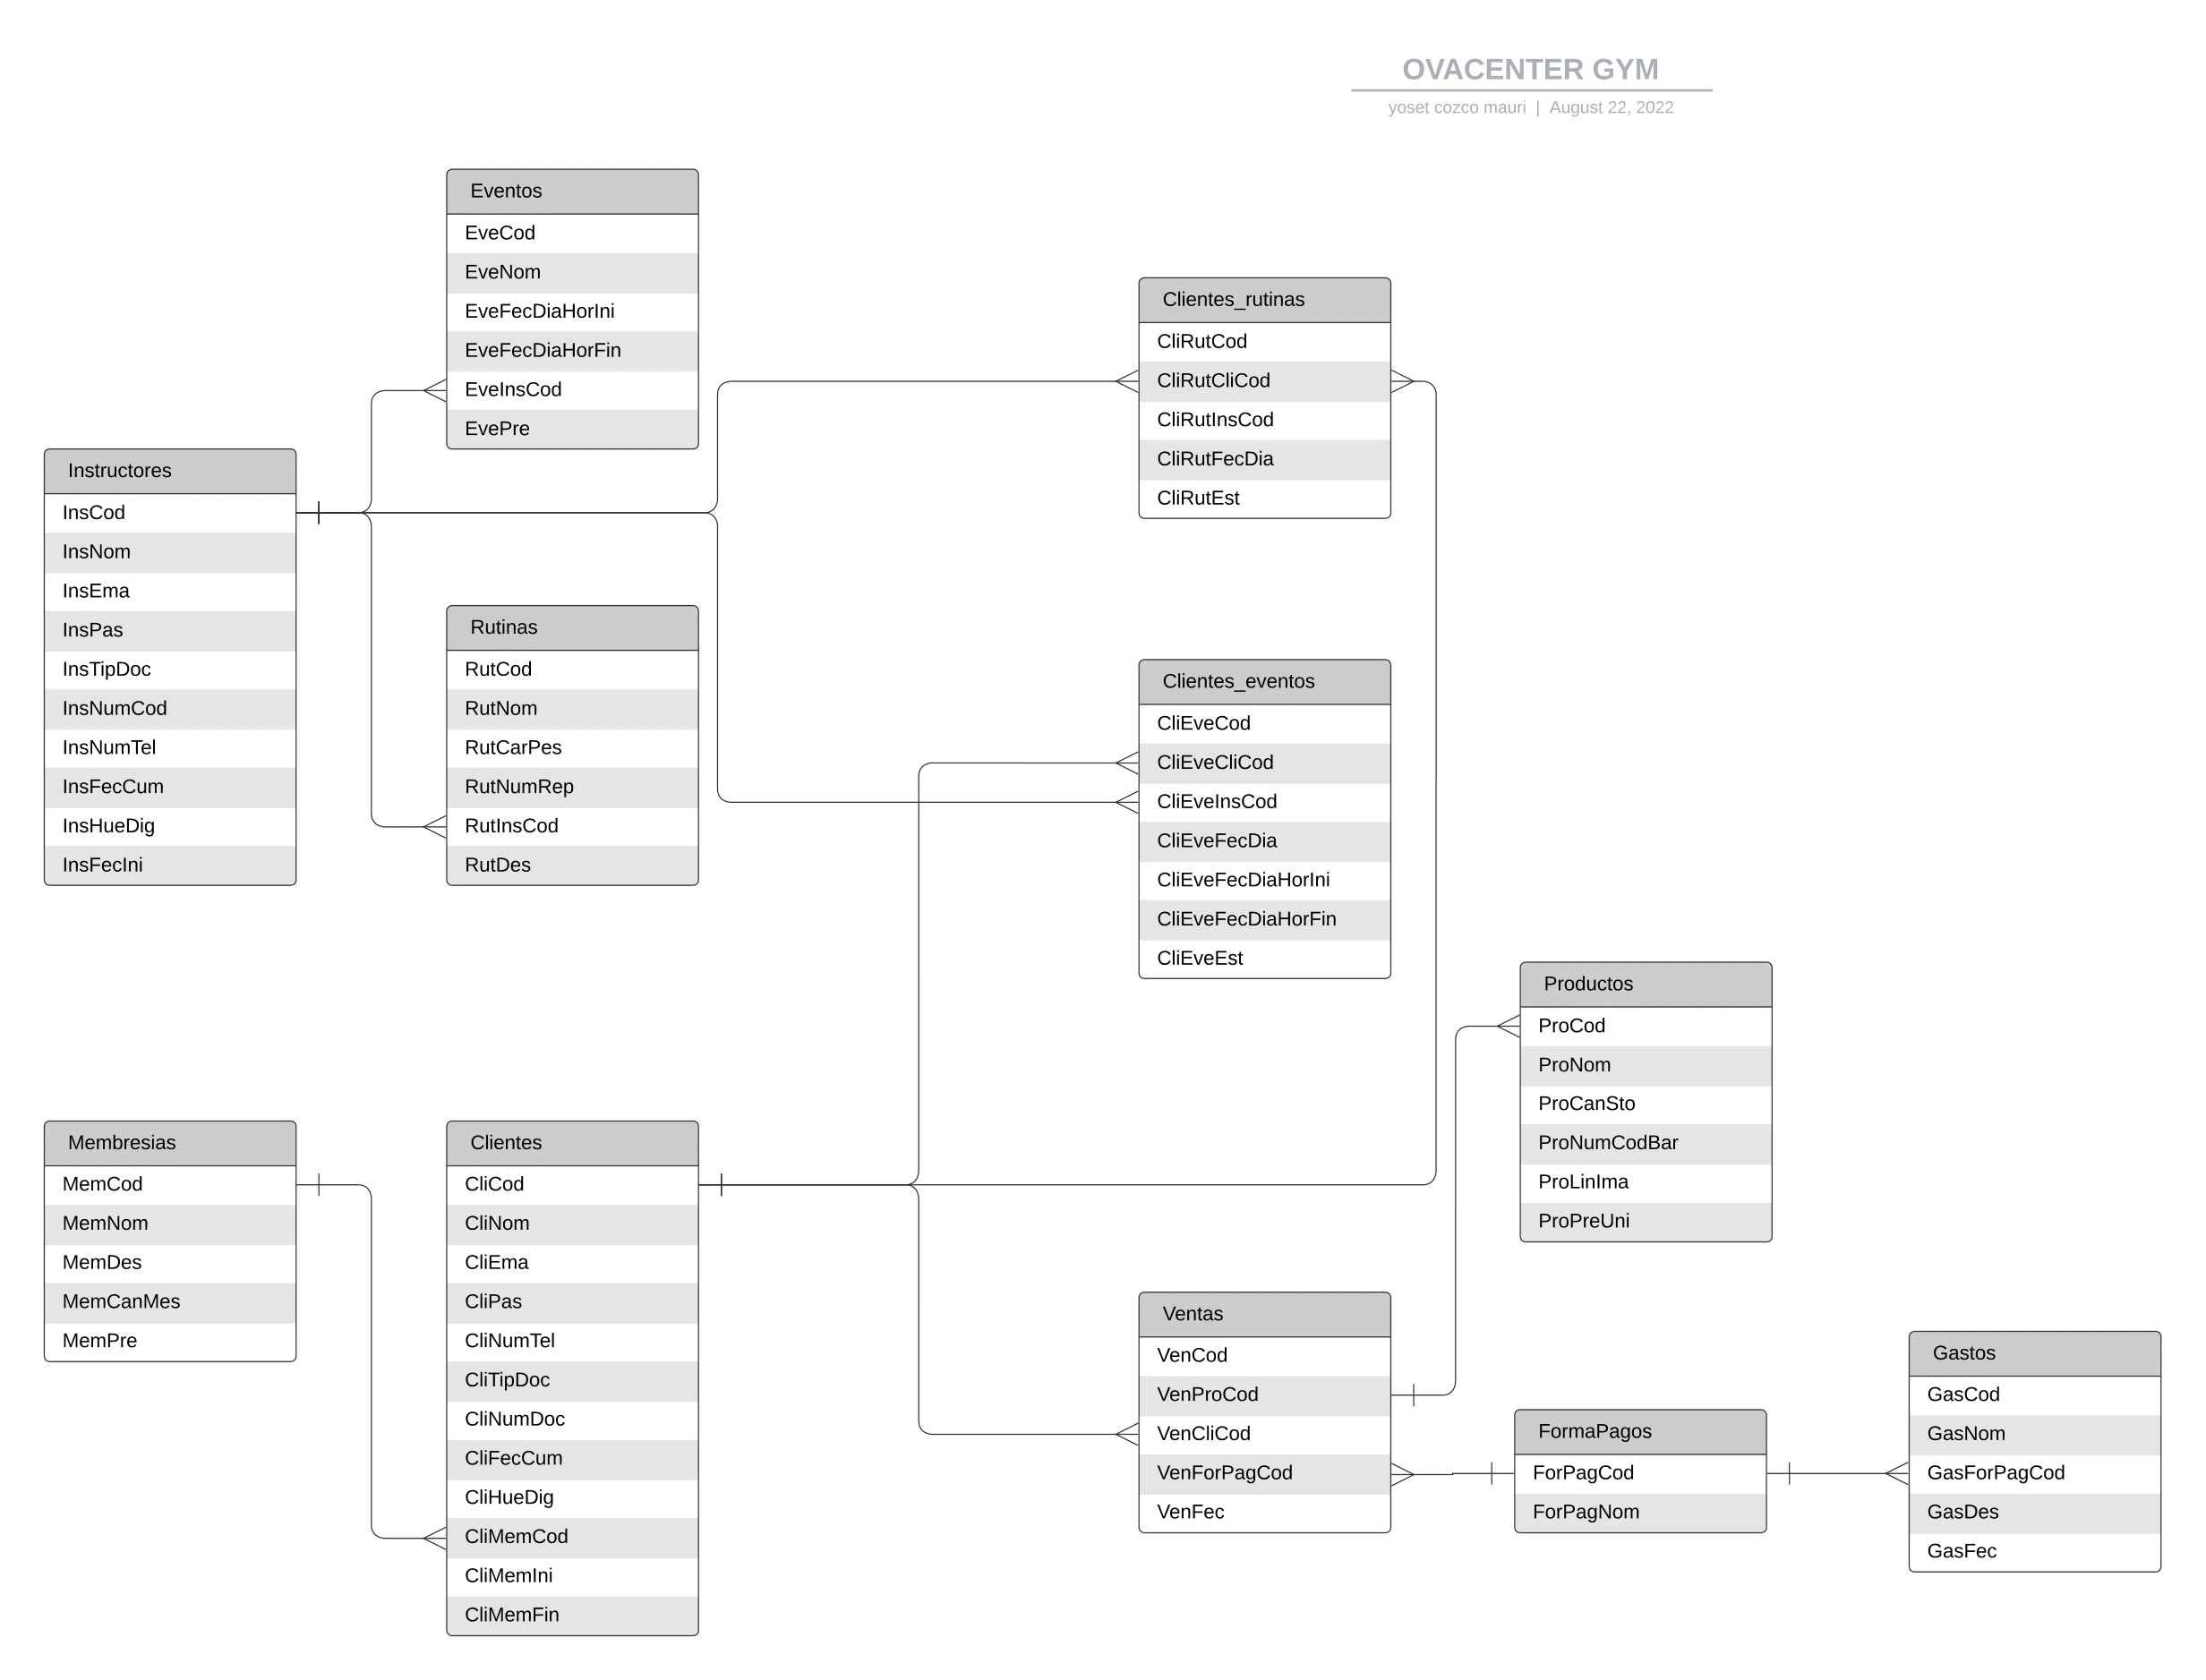 OVACENTER GYM
yoset cozco mauri | August 22, 2022
Eventos
EveCod
EveNom
EveFecDiaHorIni
EveFecDiaHorFin
EveInsCod
EvePre
Clientes_rutinas
CliRutCod
CliRutCliCod
CliRutInsCod
CliRutFecDia
CliRutEst
Instructores
InsCod
InsNom
InsEma
InsPas
InsTipDoc
InsNumCod
InsNumTel
InsFecCum
InsHueDig
InsFecIni
Rutinas
RutCod
RutNom
RutCarPes
RutNumRep
RutInsCod
RutDes
Clientes_eventos
CliEveCod
CliEveCliCod
CliEveInsCod
CliEveFecDia
CliEveFecDiaHorIni
CliEveFecDiaHorFin
CliEveEst
Productos
ProCod
ProNom
ProCanSto
ProNumCodBar
ProLinIma
ProPreUni
Membresias
MemCod
MemNom
MemDes
MemCanMes
MemPre
Clientes
CliCod
CliNom
CliEma
CliPas
CliNumTel
CliTipDoc
CliNumDoc
CliFecCum
CliHueDig
CliMemCod
CliMemIni
CliMemFin
Ventas
VenCod
VenProCod
VenCliCod
VenForPagCod
VenFec
FormaPagos
ForPagCod
ForPagNom
Gastos
GasCod
GasNom
GasForPagCod
GasDes
GasFec